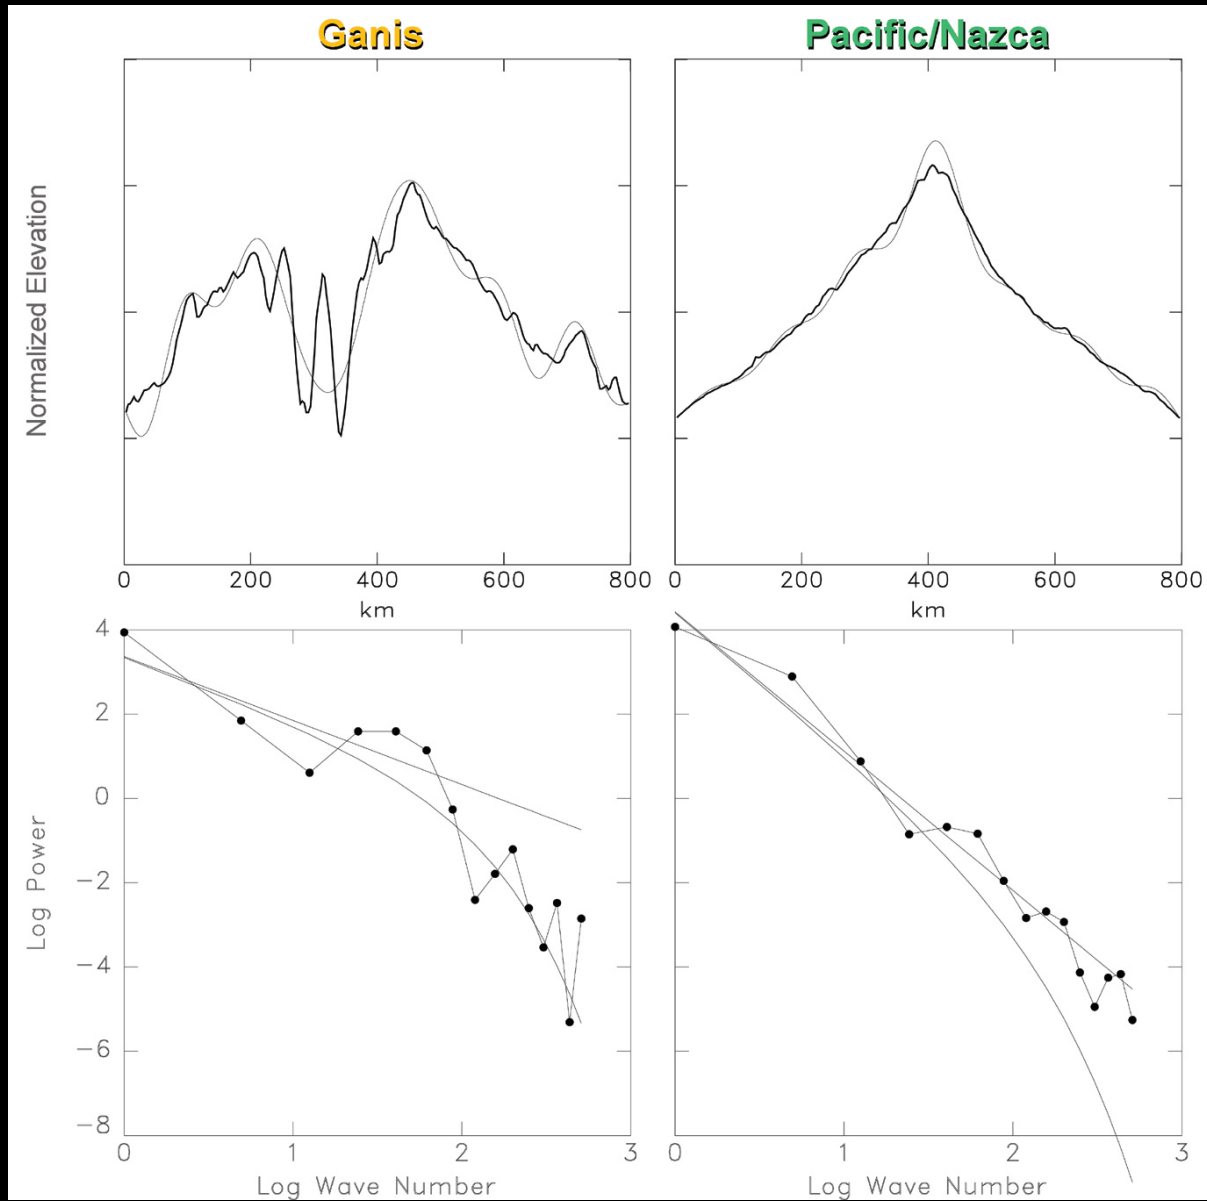 Ganis
Pacific/Nazca
Normalized Elevation
0 200 400 600 800
km
0 200 400 600 800
km
4
2
0
−2
−4
−6
−8
Log Power
0 1 2 3
Log Wave Number
0 1 2 3
Log Wave Number